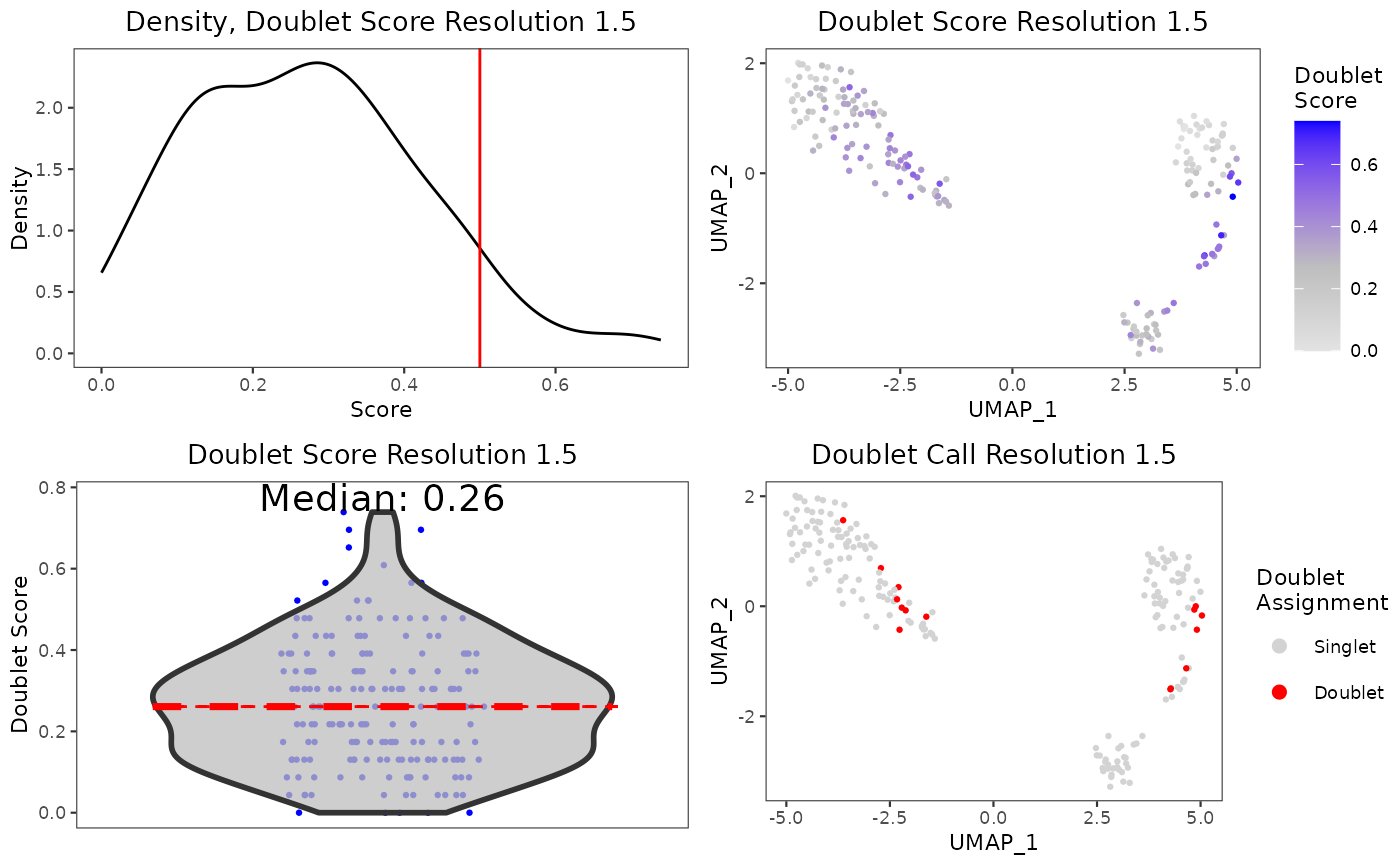 Density, Doublet Score Resolution 1.5
Density
2.0
1.5
1.0
0.5
0.0
0.0 0.2 0.4 0.6
Score
Doublet Score Resolution 1.5
UMAP_2
2
0
-2
-5.0 -2.5 0.0 2.5 5.0
UMAP_1
Doublet
Score
0.6
0.4
0.2
0.0
Doublet Score Resolution 1.5
Median: 0.26
Doublet Score
0.8
0.6
0.4
0.2
0.0
Doublet Call Resolution 1.5
UMAP_2
2
0
-2
-5.0 -2.5 0.0 2.5 5.0
UMAP_1
Doublet
Assignment
Singlet
Doublet